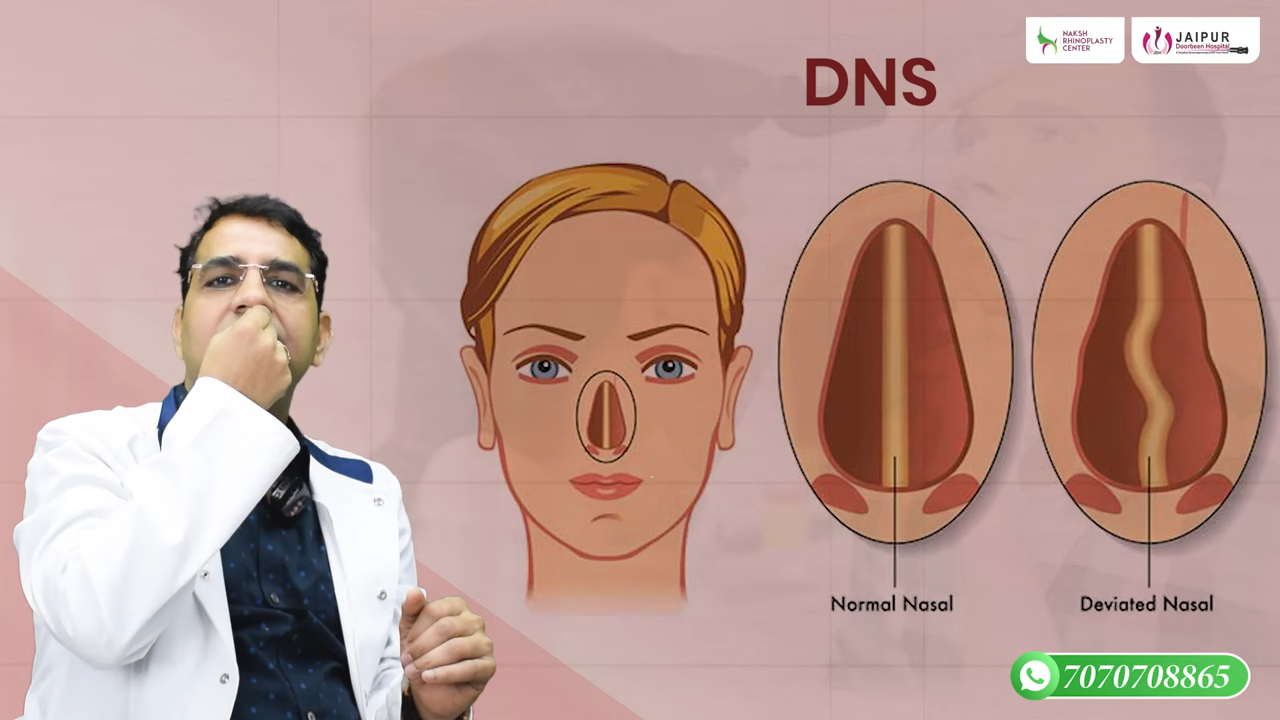 NAKSH
RHINOPLASTY
CENTER
JAIPUR
Doorbeen Hospital
DNS
Normal Nasal
Deviated Nasal
7070708865